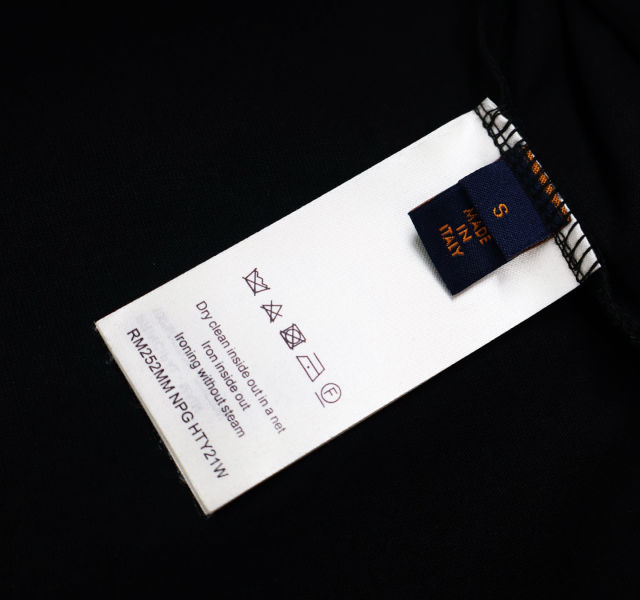 S
MADE
IN
ITALY
F
Dry clean inside out in a net
Iron inside out
Ironing without steam
RM252MM NPG HTY21W